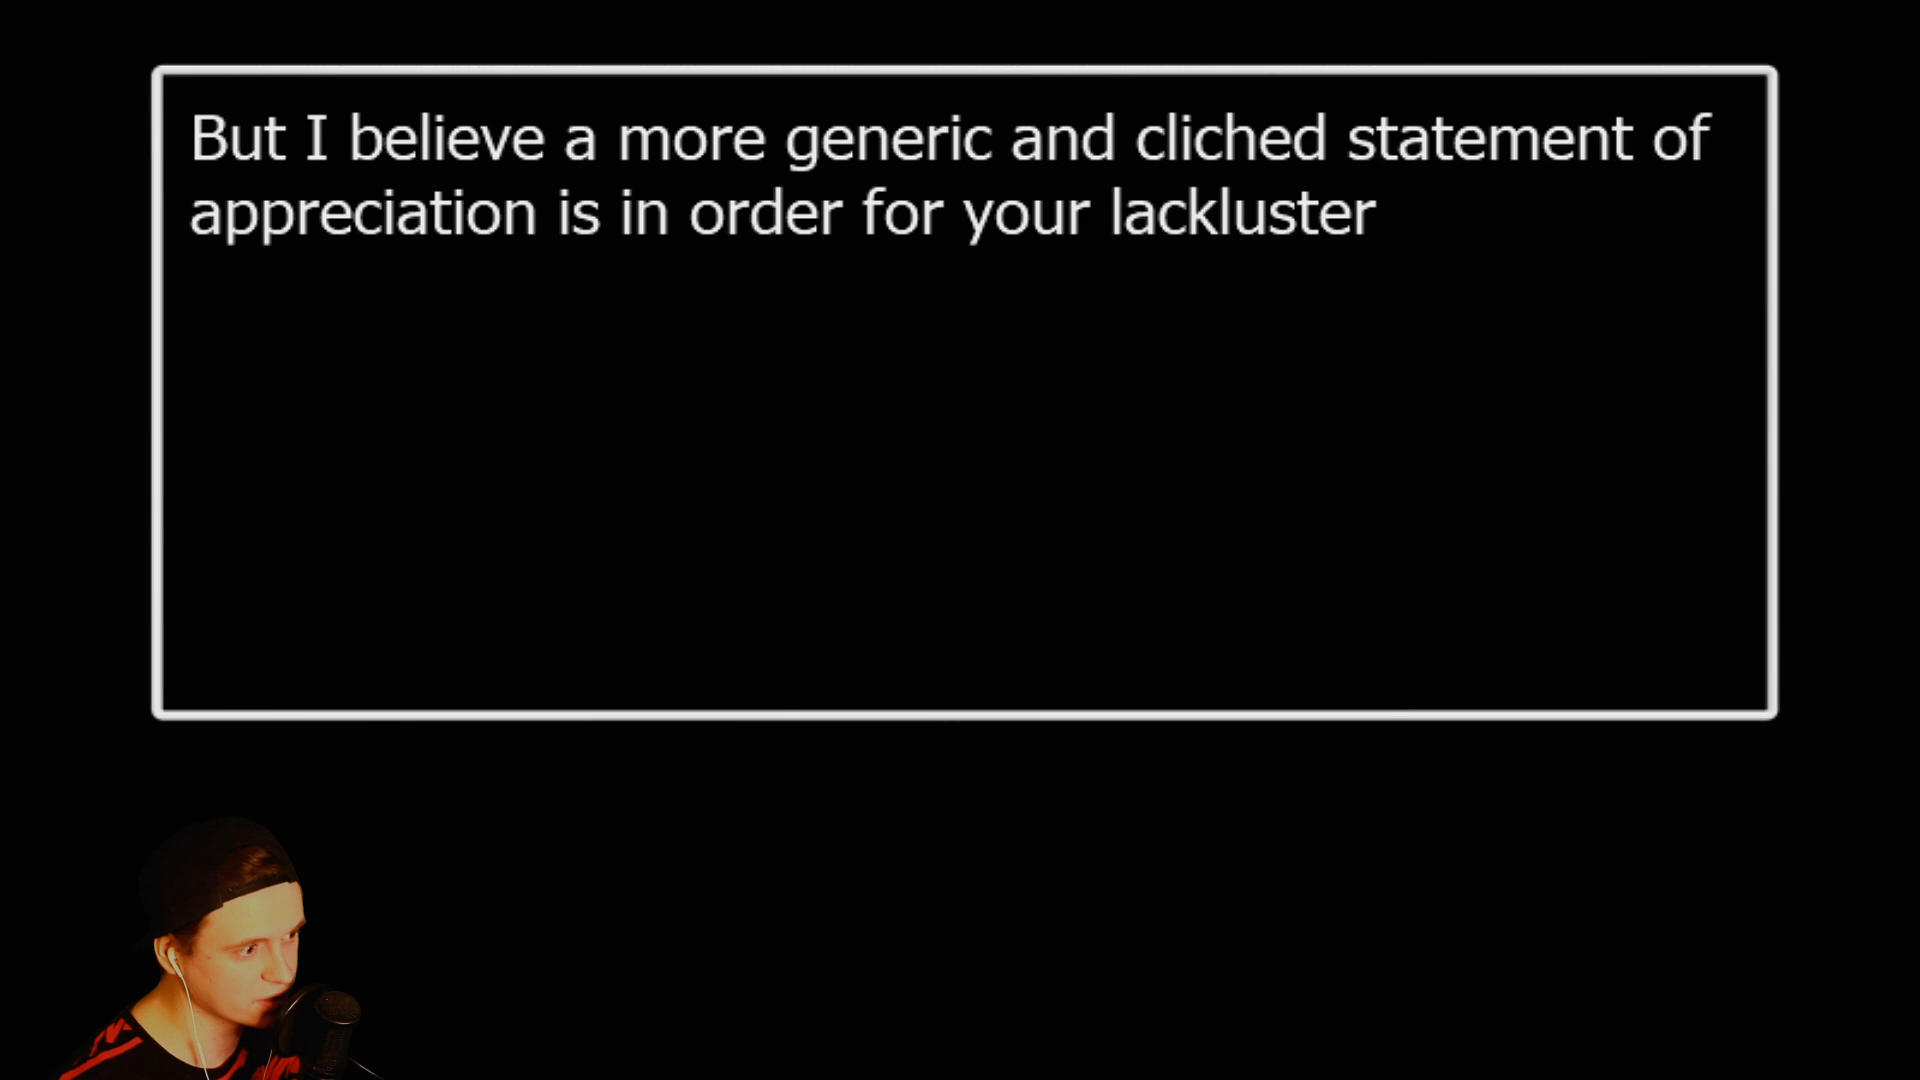 But I believe a more generic and cliched statement of
appreciation is in order for your lackluster